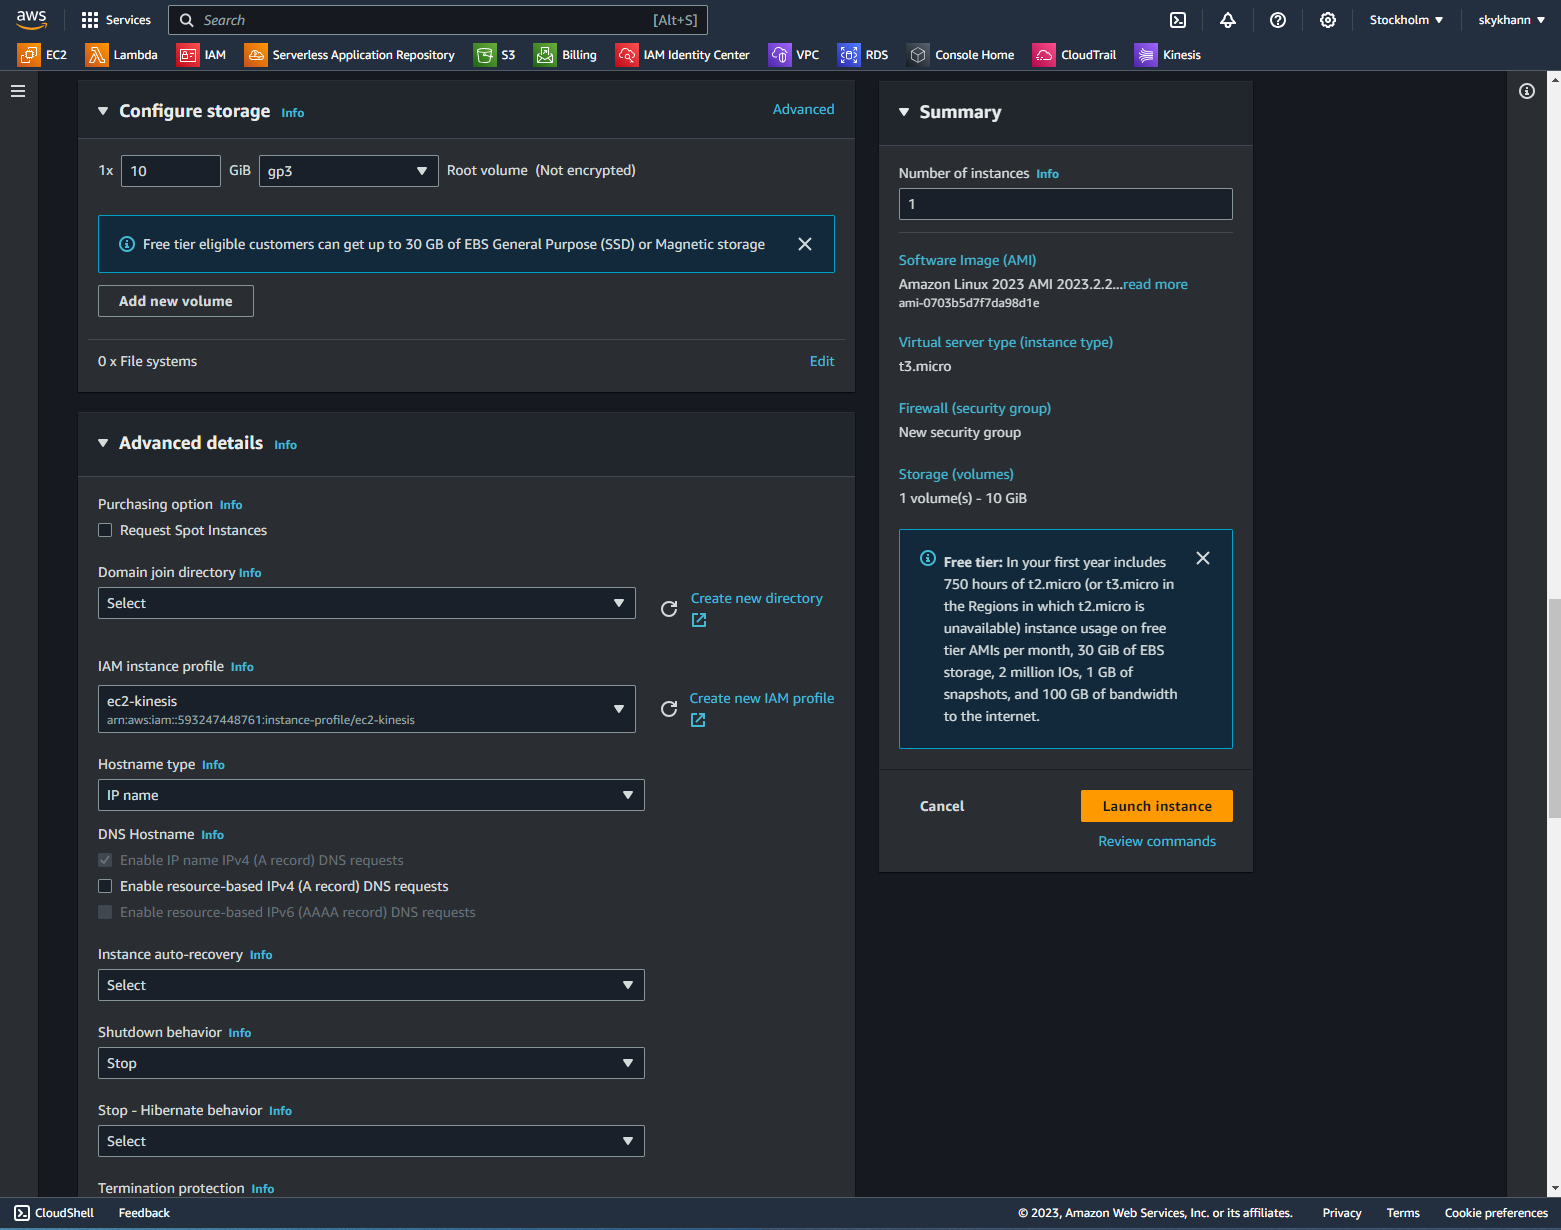 aws
Services
Search
[Alt+S]
Stockholm
skykhann
EC2
Lambda
IAM
Serverless Application Repository
S3
Billing
IAM Identity Center
VPC
RDS
Console Home
CloudTrail
Kinesis
Configure storage Info
Advanced
1x 10 GiB gp3 Root volume (Not encrypted)
Free tier eligible customers can get up to 30 GB of EBS General Purpose (SSD) or Magnetic storage
Add new volume
0 x File systems
Edit
Advanced details Info
Purchasing option Info
Request Spot Instances
Domain join directory Info
Select
Create new directory
IAM instance profile Info
ec2-kinesis
arn:aws:iam::593247448761:instance-profile/ec2-kinesis
Create new IAM profile
Hostname type Info
IP name
DNS Hostname Info
Enable IP name IPv4 (A record) DNS requests
Enable resource-based IPv4 (A record) DNS requests
Enable resource-based IPv6 (AAAA record) DNS requests
Instance auto-recovery Info
Select
Shutdown behavior Info
Stop
Stop - Hibernate behavior Info
Select
Termination protection Info
Summary
Number of instances Info
1
Software Image (AMI)
Amazon Linux 2023 AMI 2023.2.2...read more
ami-0703b5d7f7da98d1e
Virtual server type (instance type)
t3.micro
Firewall (security group)
New security group
Storage (volumes)
1 volume(s) - 10 GiB
Free tier: In your first year includes
750 hours of t2.micro (or t3.micro in
the Regions in which t2.micro is
unavailable) instance usage on free
tier AMIs per month, 30 GiB of EBS
storage, 2 million IOs, 1 GB of
snapshots, and 100 GB of bandwidth
to the internet.
Cancel
Launch instance
Review commands
CloudShell
Feedback
© 2023, Amazon Web Services, Inc. or its affiliates.
Privacy
Terms
Cookie preferences